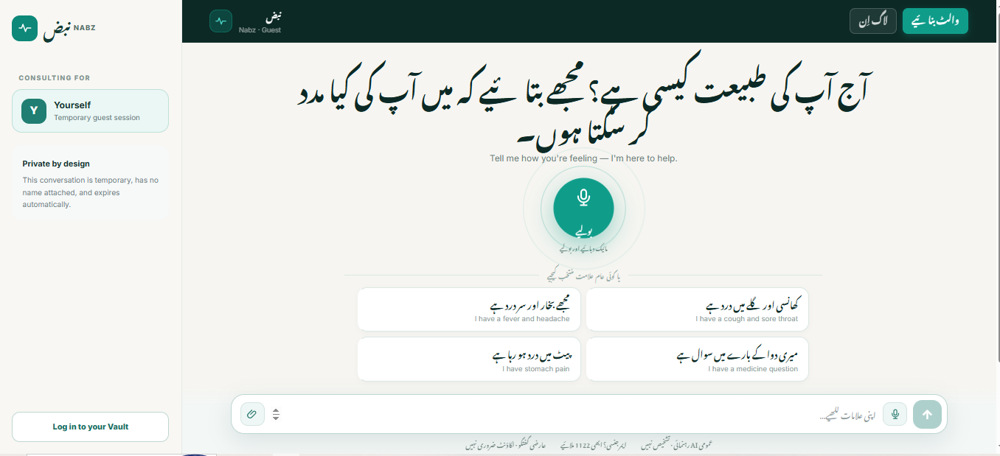 نبض NABZ
CONSULTING FOR
Y
Yourself
Temporary guest session
Private by design
This conversation is temporary, has no
name attached, and expires
automatically.
Log in to your Vault
نبض
Nabz · Guest
لاگ اِن
والٹ بنائیے
آج آپ کی طبیعت کیسی ہے؟ مجھے بتائیے کہ میں آپ کی کیا مدد
کر سکتا ہوں۔
Tell me how you're feeling — I'm here to help.
بولیے
مائیک دبائیے اور بولیے
یا کوئی عام علامت منتخب کیجیے
کھانسی اور گلے میں درد ہے
I have a cough and sore throat
مجھے بخار اور سر درد ہے
I have a fever and headache
میری دوا کے بارے میں سوال ہے
I have a medicine question
پیٹ میں درد ہو رہا ہے
I have stomach pain
اپنی علامات لکھیے...
عمومی AI رہنمائی · تشخیص نہیں
ایمرجنسی؟ ابھی 1122 ملائیے
عارضی گفتگو · اکاؤنٹ ضروری نہیں